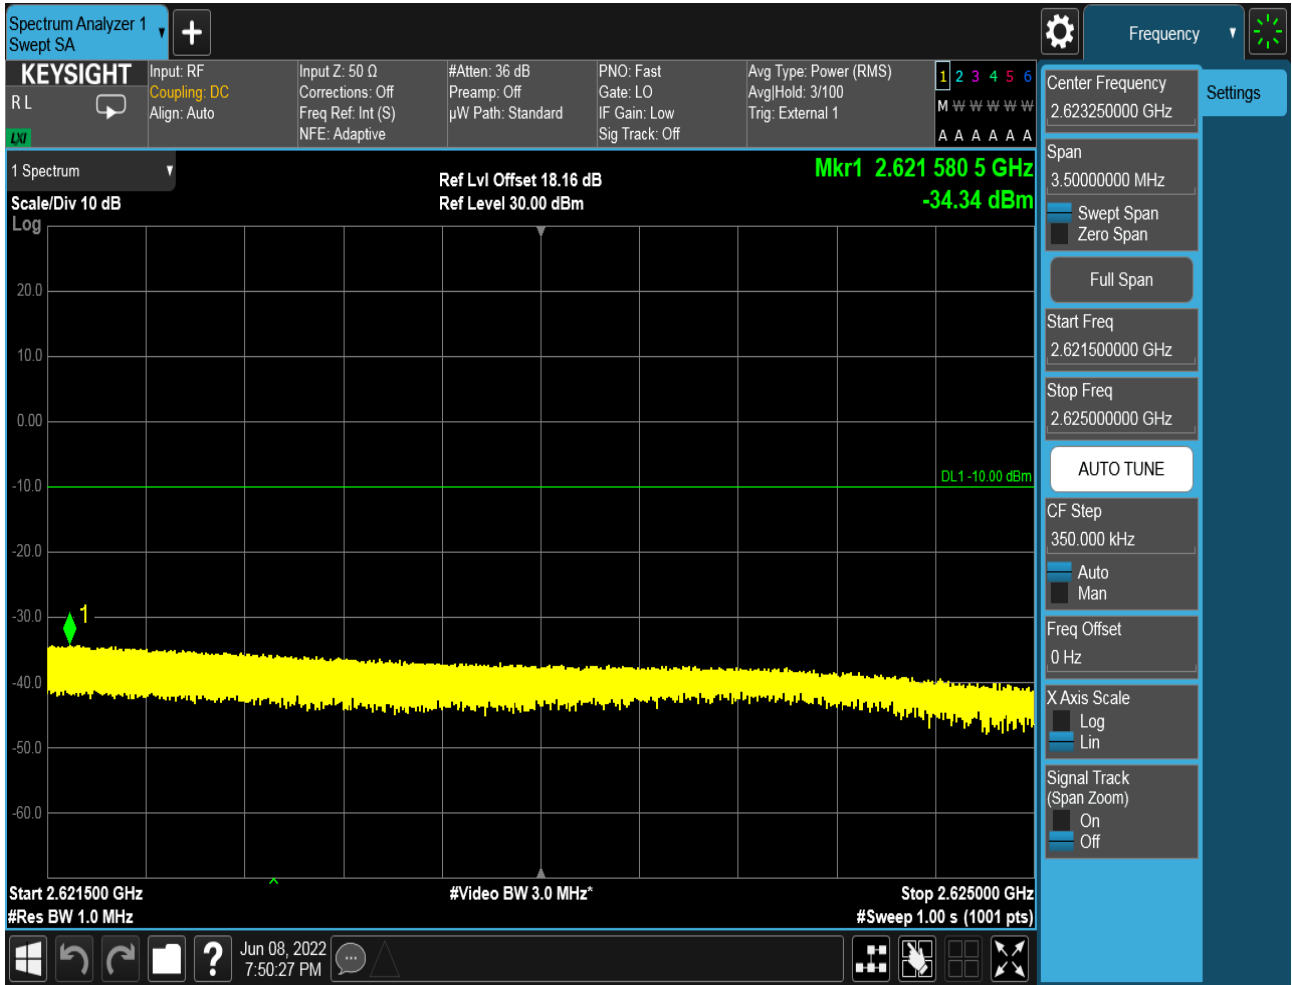 Spectrum Analyzer 1
Swept SA
Frequency
KEYSIGHT
R L
LXI
Input: RF
Coupling: DC
Align: Auto
Input Z: 50 Ω
Corrections: Off
Freq Ref: Int (S)
NFE: Adaptive
#Atten: 36 dB
Preamp: Off
µW Path: Standard
PNO: Fast
Gate: LO
IF Gain: Low
Sig Track: Off
Avg Type: Power (RMS)
Avg|Hold: 3/100
Trig: External 1
1 2 3 4 5 6
M W W W W W
A A A A A A
1 Spectrum
Scale/Div 10 dB
Log
Ref Lvl Offset 18.16 dB
Ref Level 30.00 dBm
Mkr1 2.621 580 5 GHz
-34.34 dBm
20.0
10.0
0.00
-10.0
-20.0
-30.0
-40.0
-50.0
-60.0
DL1 -10.00 dBm
1
Start 2.621500 GHz
#Res BW 1.0 MHz
#Video BW 3.0 MHz*
Stop 2.625000 GHz
#Sweep 1.00 s (1001 pts)
Jun 08, 2022
7:50:27 PM
Center Frequency
2.623250000 GHz
Settings
Span
3.50000000 MHz
Swept Span
Zero Span
Full Span
Start Freq
2.621500000 GHz
Stop Freq
2.625000000 GHz
AUTO TUNE
CF Step
350.000 kHz
Auto
Man
Freq Offset
0 Hz
X Axis Scale
Log
Lin
Signal Track
(Span Zoom)
On
Off